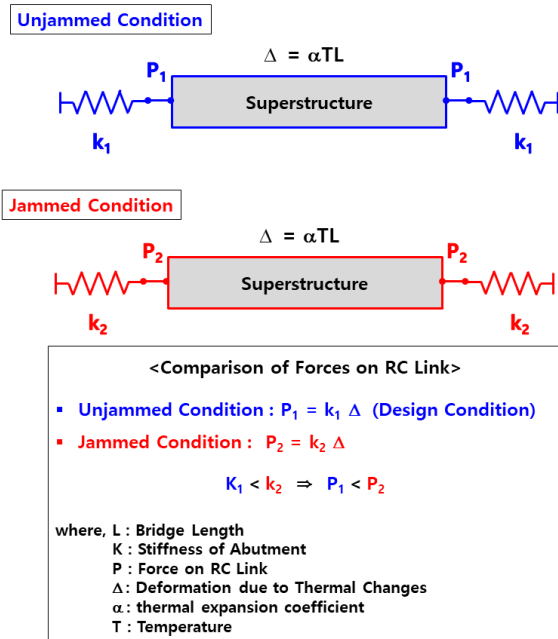 Unjammed Condition
Δ = αTL
P1 P1
Superstructure
k1 k1
Jammed Condition
Δ = αTL
P2 P2
Superstructure
k2 k2
<Comparison of Forces on RC Link>
▪ Unjammed Condition : P1 = k1 Δ (Design Condition)
▪ Jammed Condition : P2 = k2 Δ
K1 < k2 ⇒ P1 < P2
where, L : Bridge Length
K : Stiffness of Abutment
P : Force on RC Link
Δ : Deformation due to Thermal Changes
α : thermal expansion coefficient
T : Temperature